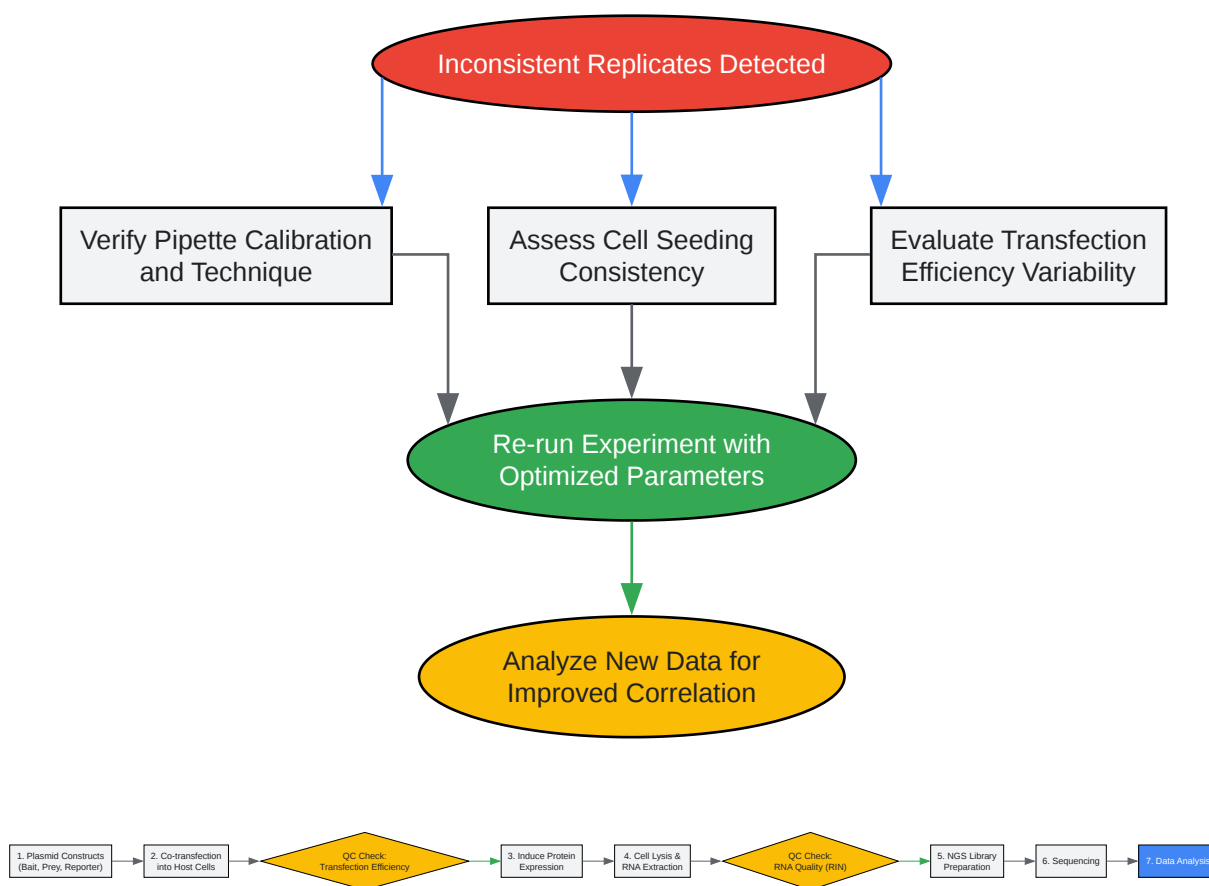 Inconsistent Replicates Detected
Verify Pipette Calibration
and Technique
Assess Cell Seeding
Consistency
Evaluate Transfection
Efficiency Variability
Re-run Experiment with
Optimized Parameters
Analyze New Data for
Improved Correlation
1. Plasmid Constructs
(Bait, Prey, Reporter)
2. Co-transfection
into Host Cells
QC Check:
Transfection Efficiency
3. Induce Protein
Expression
4. Cell Lysis &
RNA Extraction
QC Check:
RNA Quality (RIN)
5. NGS Library
Preparation
6. Sequencing
7. Data Analysis